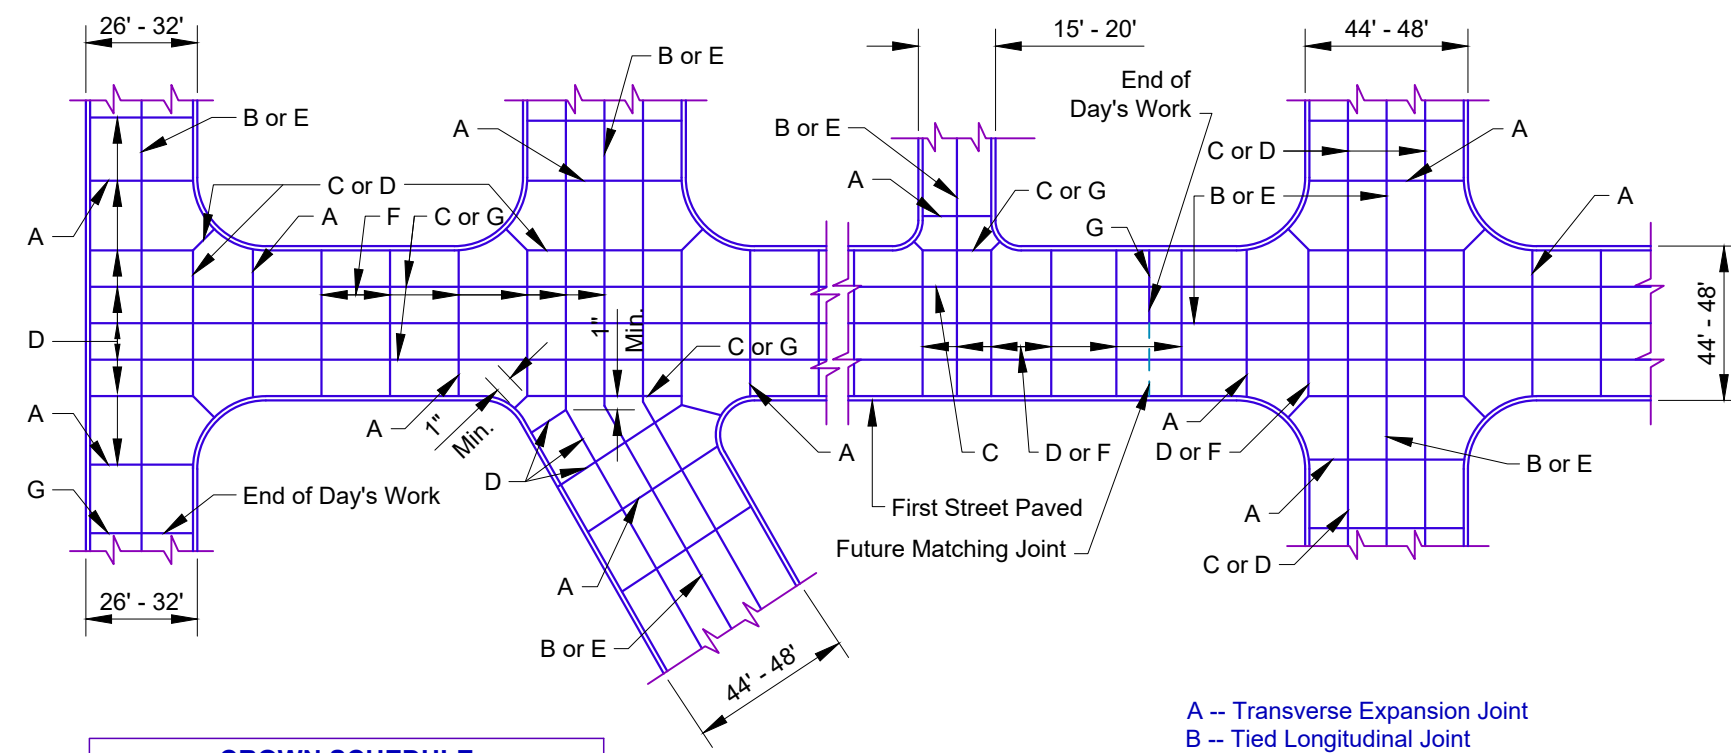 26' - 32'
15' - 20'
44' - 48'
B or E
B or E
A
B or E
A
End of
Day's Work
C or D
A
B or E
A
A
C or D
A
F
C or G
C or G
G
D
1"
Min.
C or G
44' - 48'
A
1"
Min.
A
A
C
D or F
A
D or F
B or E
G
End of Day's Work
D
First Street Paved
A
Future Matching Joint
C or D
A
26' - 32'
B or E
44' - 48'
CROWN SCHEDULE
A -- Transverse Expansion Joint
B -- Tied Longitudinal Joint